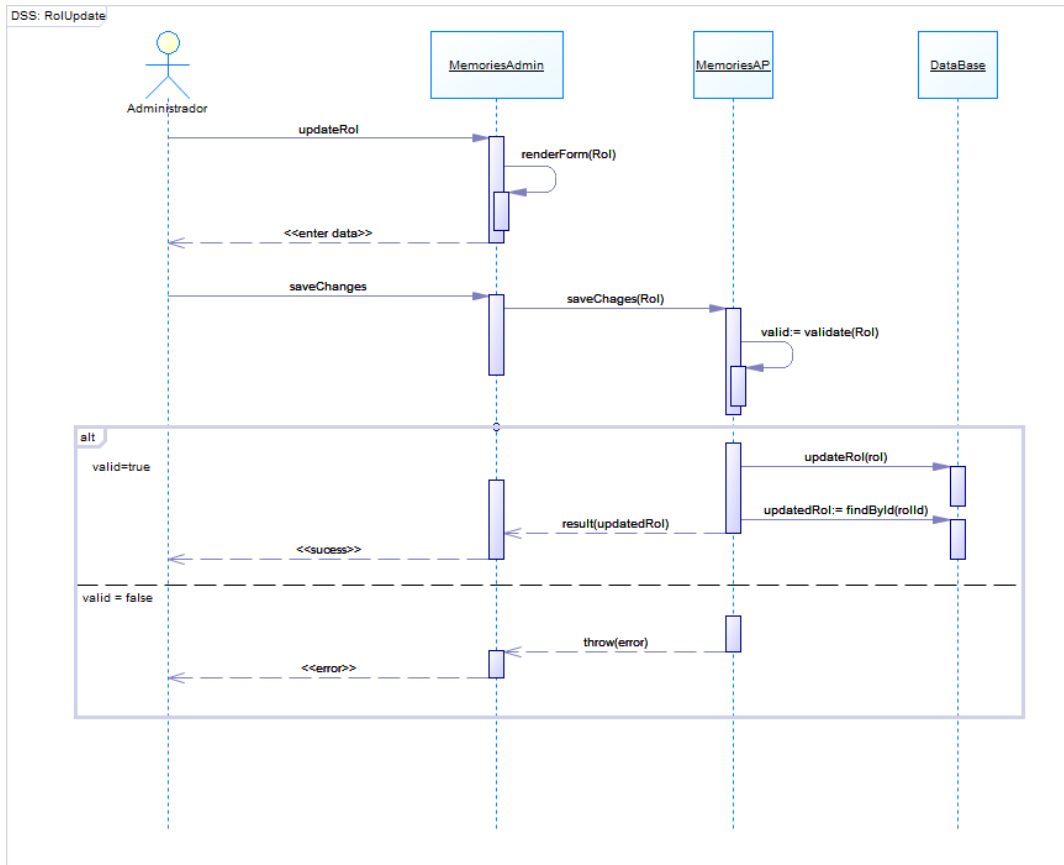 DSS: RolUpdate
MemoriesAdmin
MemoriesAP
DataBase
Administrador
updateRol
renderForm(Rol)
<<enter data>>
saveChanges
saveChages(Rol)
valid:= validate(Rol)
alt
valid=true
updateRol(rol)
updatedRol:= findById(rolId)
result(updatedRol)
<<sucess>>
valid = false
throw(error)
<<error>>